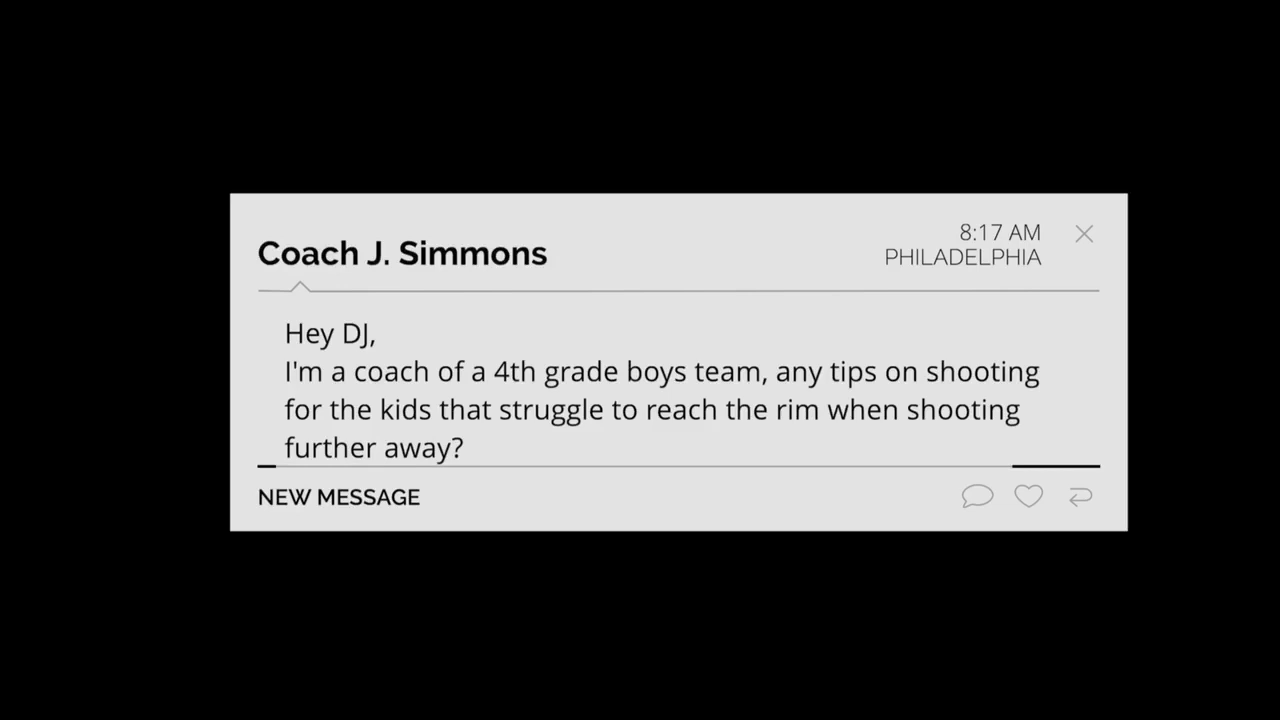 Coach J. Simmons
8:17 AM
PHILADELPHIA
Hey DJ,
I'm a coach of a 4th grade boys team, any tips on shooting
for the kids that struggle to reach the rim when shooting
further away?
NEW MESSAGE